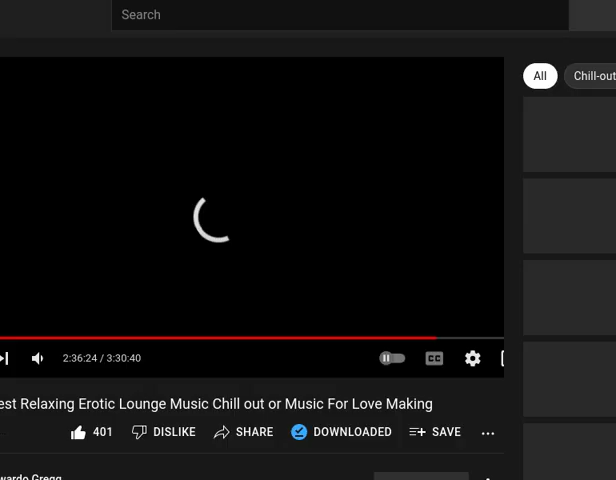 Search
All Chill-out
CC
2:36:24 / 3:30:40
est Relaxing Erotic Lounge Music Chill out or Music For Love Making
401 DISLIKE SHARE DOWNLOADED SAVE
wardo Gregg